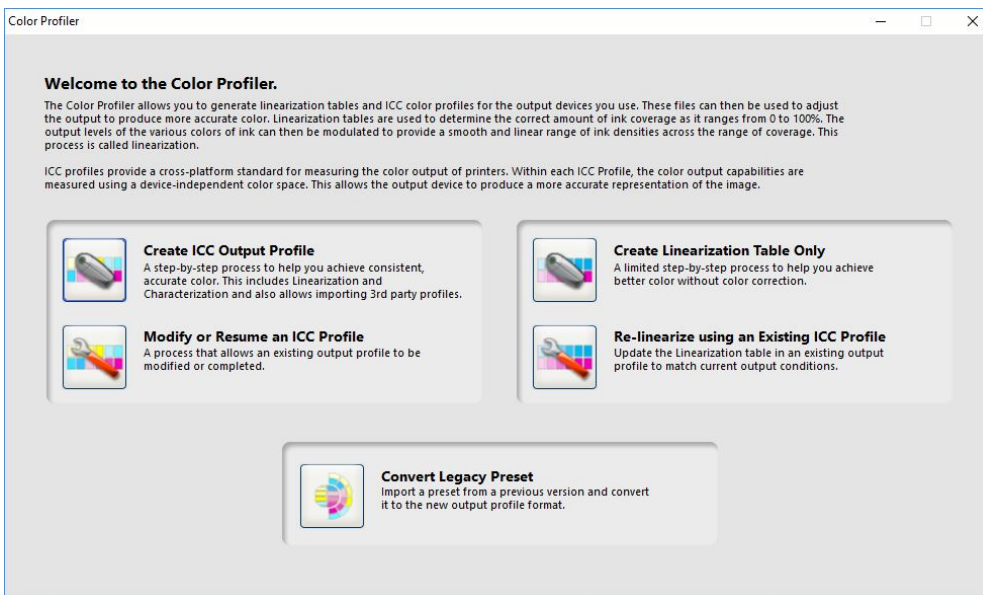 Color Profiler
Welcome to the Color Profiler.
The Color Profiler allows you to generate linearization tables and ICC color profiles for the output devices you use. These files can then be used to adjust
the output to produce more accurate color. Linearization tables are used to determine the correct amount of ink coverage as it ranges from 0 to 100%. The
output levels of the various colors of ink can then be modulated to provide a smooth and linear range of ink densities across the range of coverage. This
process is called linearization.
ICC profiles provide a cross-platform standard for measuring the color output of printers. Within each ICC Profile, the color output capabilities are
measured using a device-independent color space. This allows the output device to produce a more accurate representation of the image.
Create ICC Output Profile
A step-by-step process to help you achieve consistent,
accurate color. This includes Linearization and
Characterization and also allows importing 3rd party profiles.
Modify or Resume an ICC Profile
A process that allows an existing output profile to be
modified or completed.
Create Linearization Table Only
A limited step-by-step process to help you achieve
better color without color correction.
Re-linearize using an Existing ICC Profile
Update the Linearization table in an existing output
profile to match current output conditions.
Convert Legacy Preset
Import a preset from a previous version and convert
it to the new output profile format.